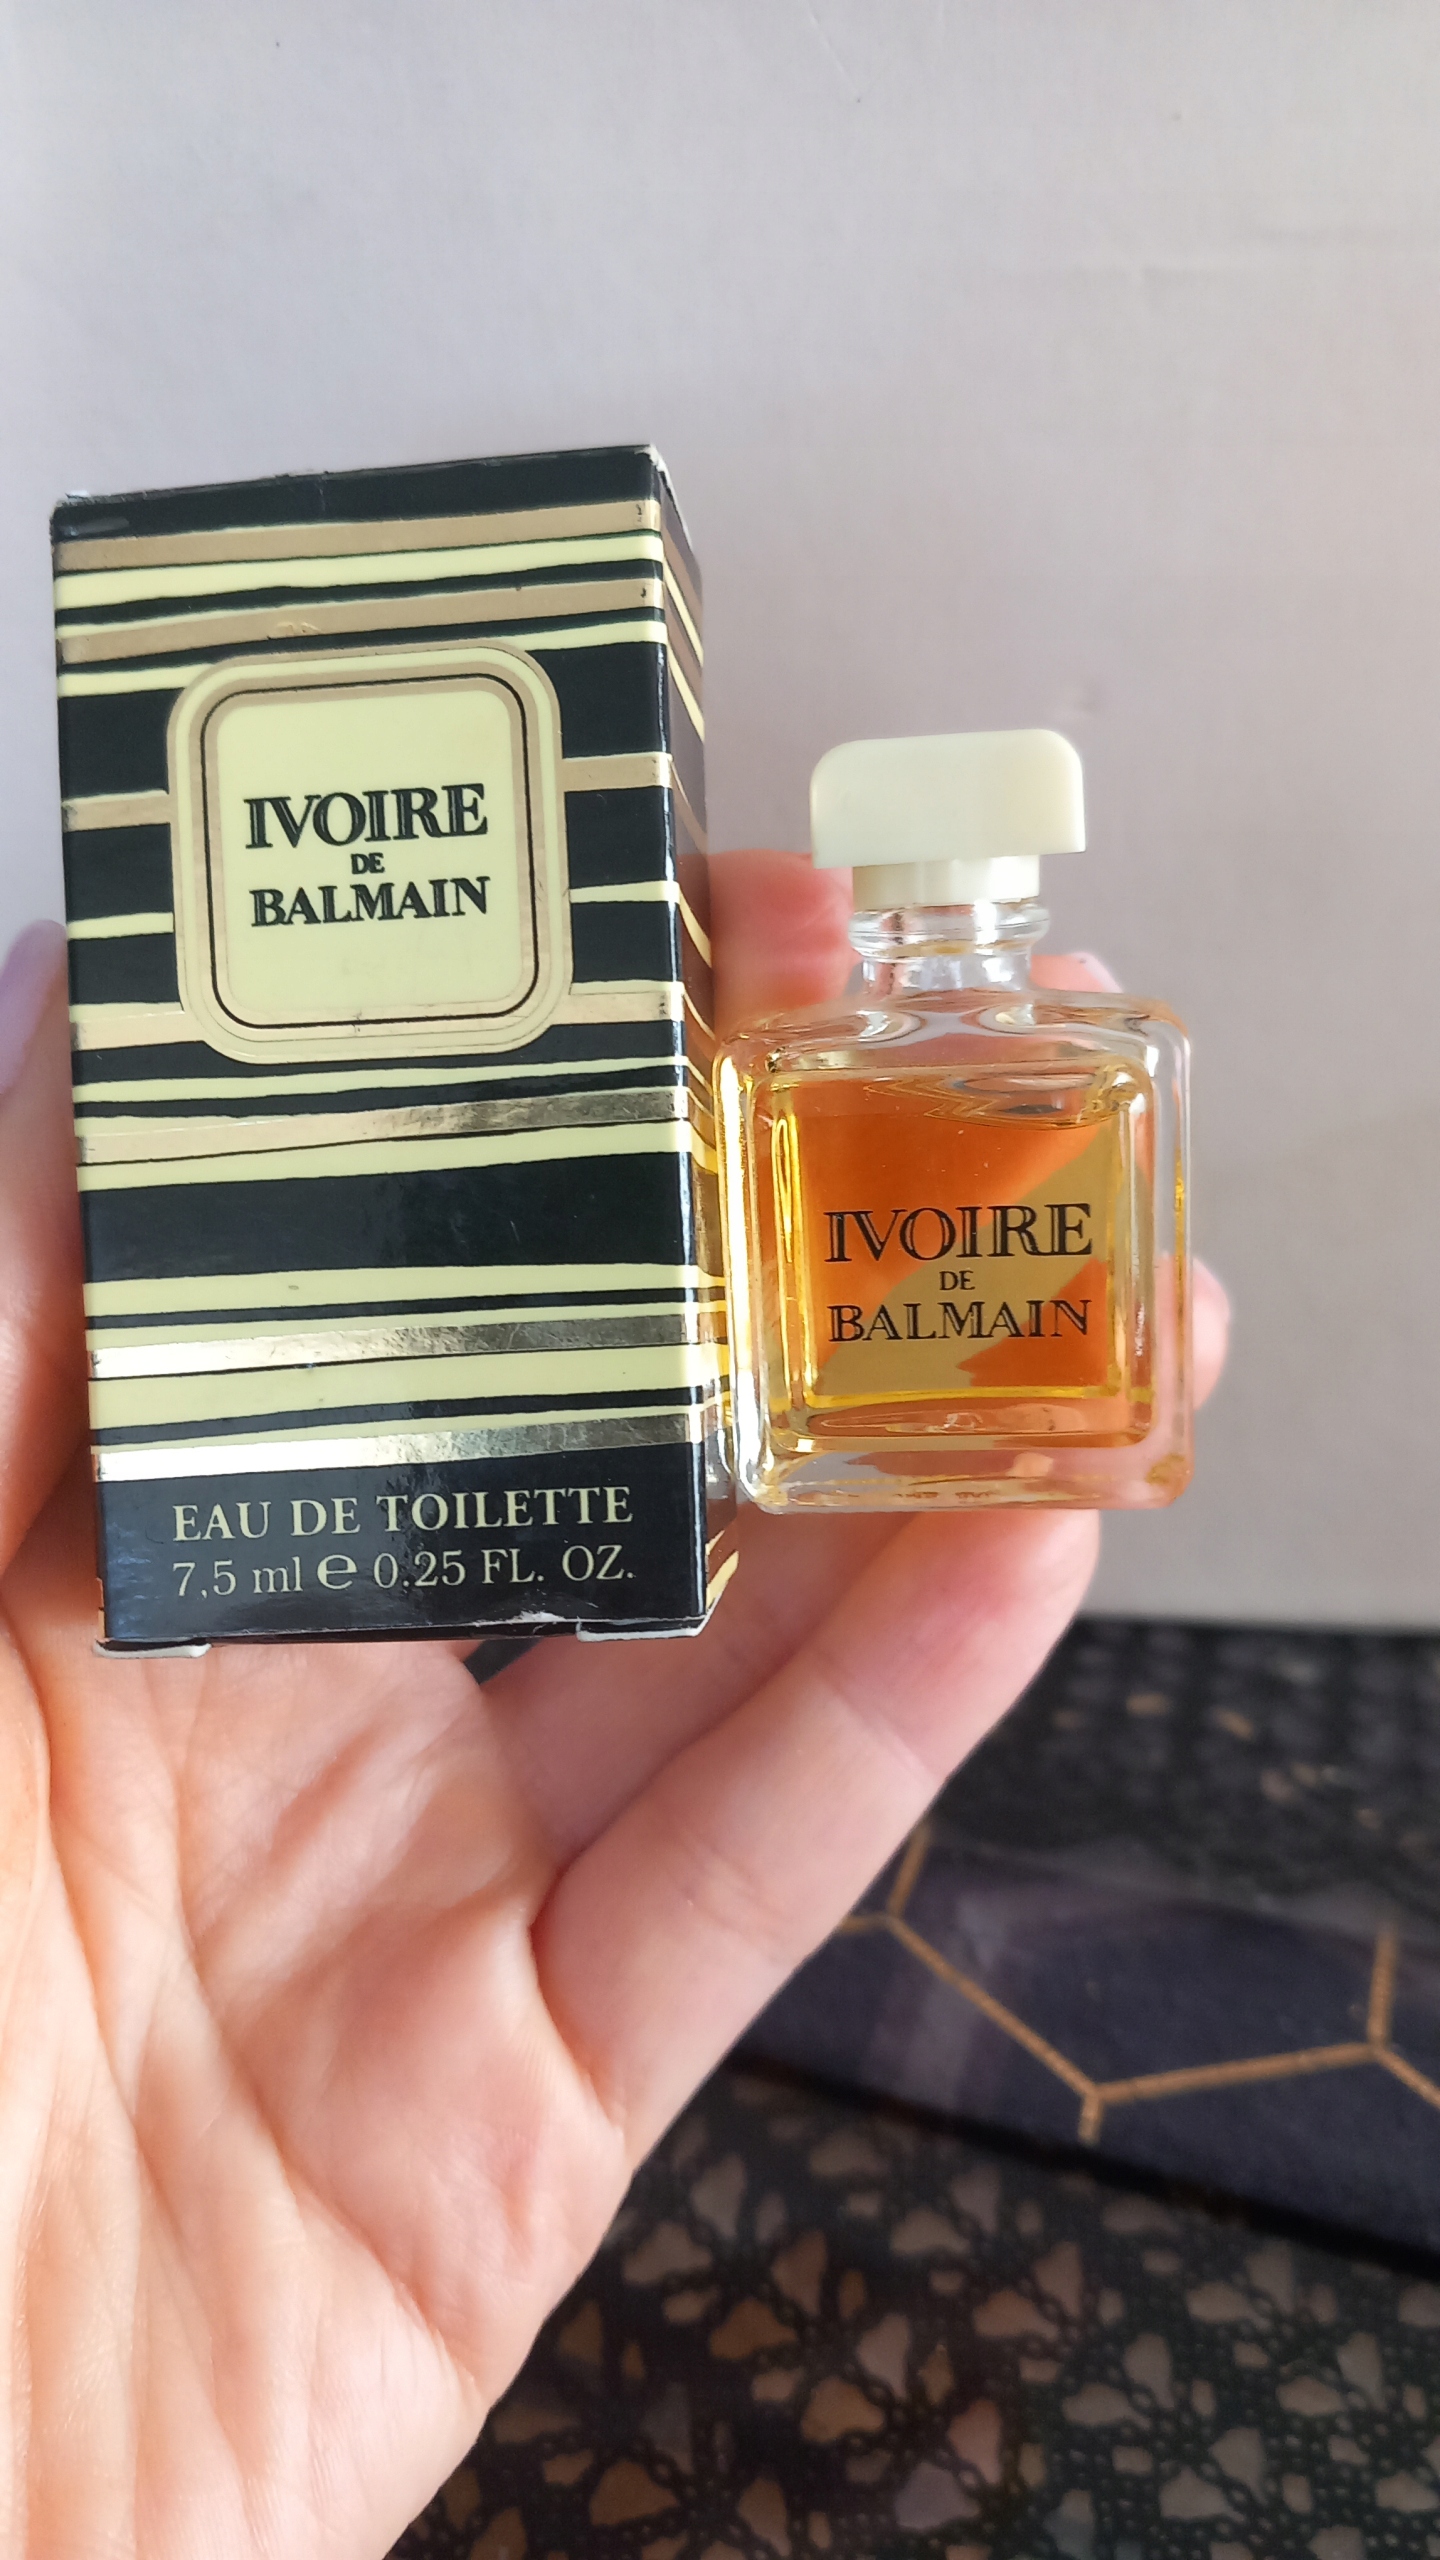 IVOIRE
DE
BALMAIN
EAU DE TOILETTE
7,5 ml ℮ 0.25 FL. OZ.
IVOIRE
DE
BALMAIN